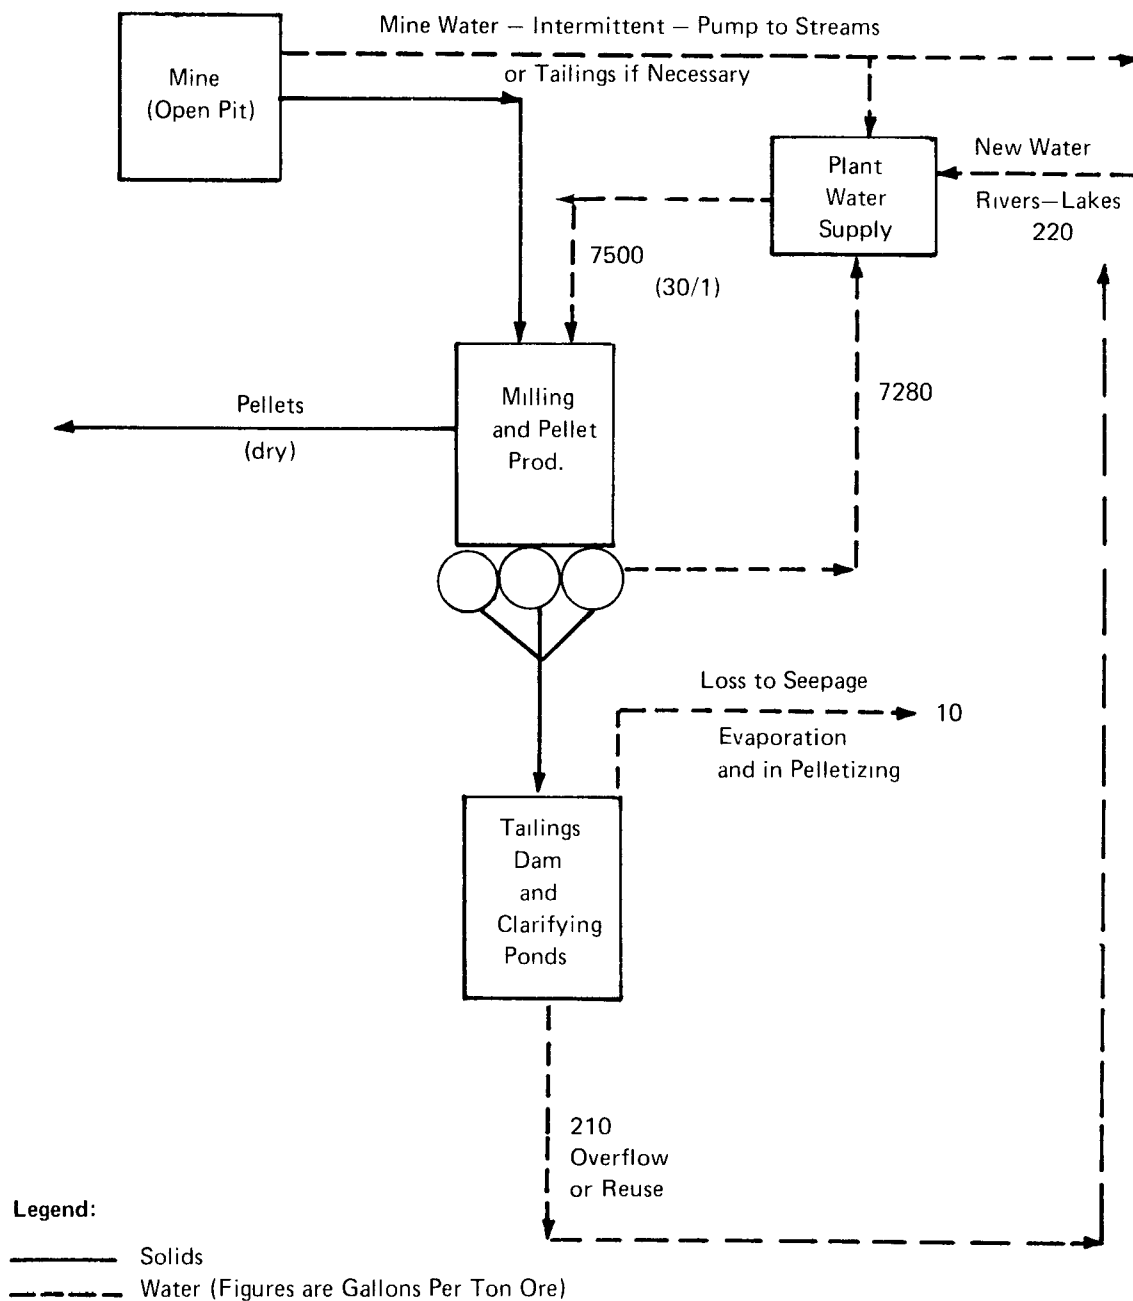 Mine Water — Intermittent — Pump to Streams
or Tailings if Necessary
Mine
(Open Pit)
New Water
Rivers—Lakes
220
Plant
Water
Supply
7500
(30/1)
7280
Milling
and Pellet
Prod.
Pellets
(dry)
Loss to Seepage
10
Evaporation
and in Pelletizing
Tailings
Dam
and
Clarifying
Ponds
210
Overflow
or Reuse
Legend:
Solids
Water (Figures are Gallons Per Ton Ore)